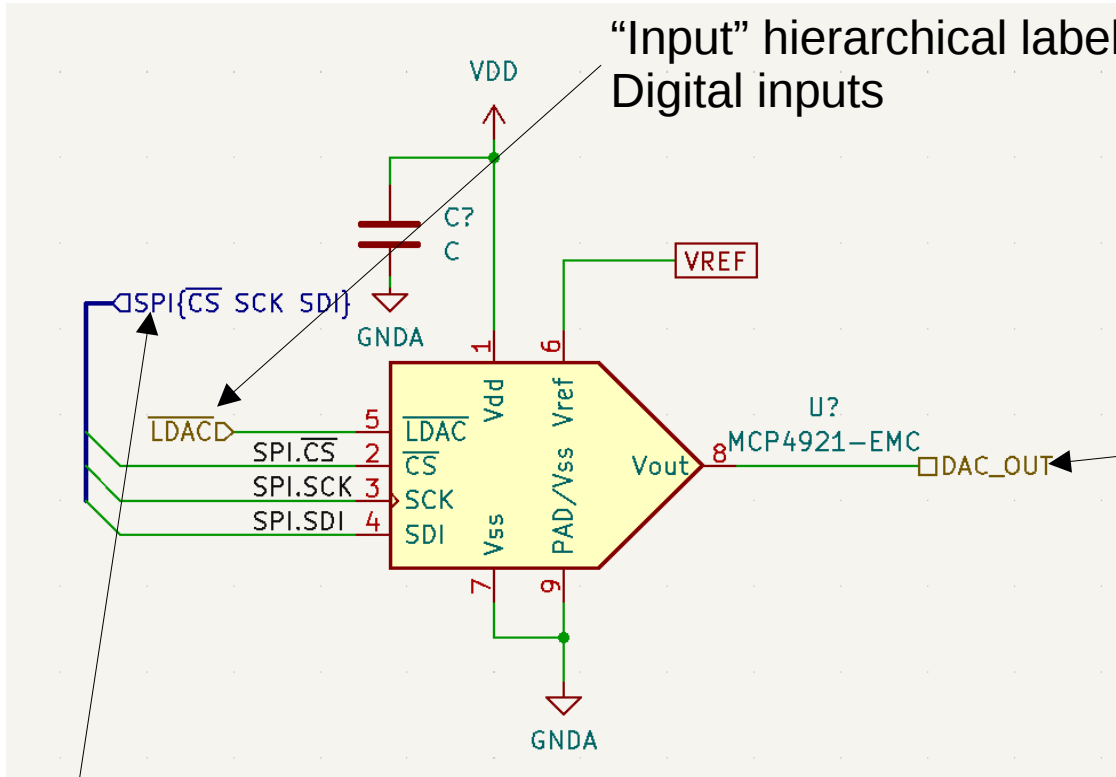 “Input” hierarchical label
Digital inputs
VDD
C?
C
VREF
SPI{CS SCK SDI}
GNDA
1
6
Vdd
Vref
U?
MCP4921-EMC
LDAC
5
LDAC
SPI.CS
2
CS
SPI.SCK
3
SCK
SPI.SDI
4
SDI
Vout
8
DAC_OUT
Vss
PAD/Vss
7
9
GNDA